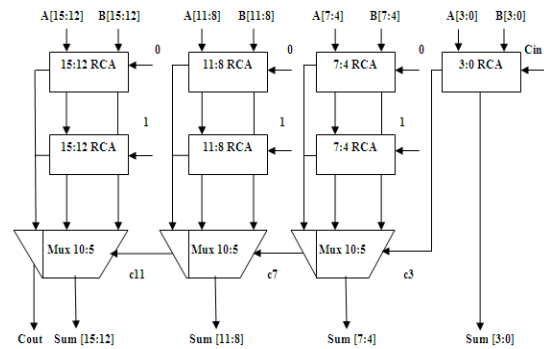 A[15:12] B[15:12] A[11:8] B[11:8] A[7:4] B[7:4] A[3:0] B[3:0]
0 0 0 Cin
15:12 RCA 11:8 RCA 7:4 RCA 3:0 RCA
1 1 1
15:12 RCA 11:8 RCA 7:4 RCA
Mux 10:5 Mux 10:5 Mux 10:5
c11 c7 c3
Cout Sum [15:12] Sum [11:8] Sum [7:4] Sum [3:0]